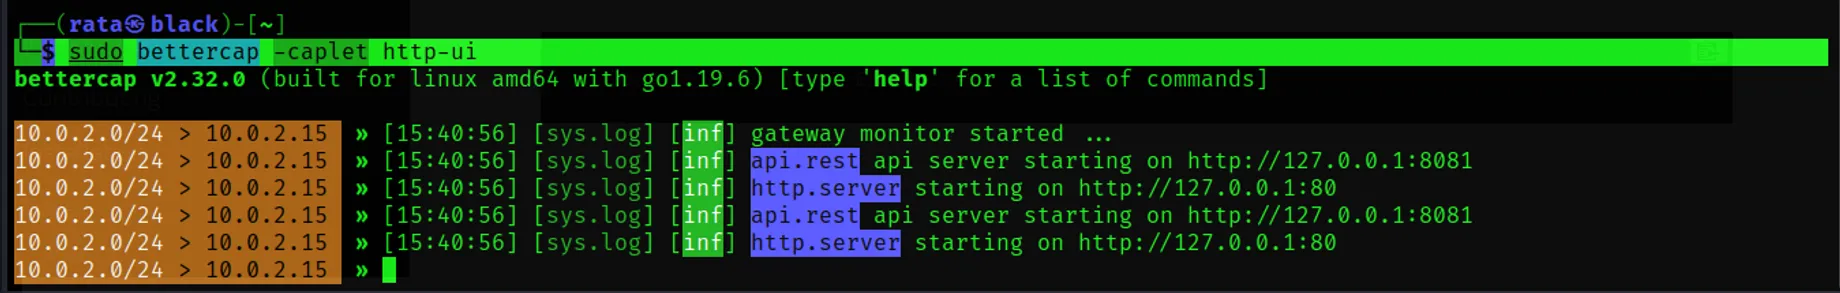 ┌──(rata㉿black)-[~]
└─$ sudo bettercap -caplet http-ui
bettercap v2.32.0 (built for linux amd64 with go1.19.6) [type 'help' for a list of commands]
10.0.2.0/24 > 10.0.2.15 » [15:40:56] [sys.log] [inf] gateway monitor started ...
10.0.2.0/24 > 10.0.2.15 » [15:40:56] [sys.log] [inf] api.rest api server starting on http://127.0.0.1:8081
10.0.2.0/24 > 10.0.2.15 » [15:40:56] [sys.log] [inf] http.server starting on http://127.0.0.1:80
10.0.2.0/24 > 10.0.2.15 » [15:40:56] [sys.log] [inf] api.rest api server starting on http://127.0.0.1:8081
10.0.2.0/24 > 10.0.2.15 » [15:40:56] [sys.log] [inf] http.server starting on http://127.0.0.1:80
10.0.2.0/24 > 10.0.2.15 »